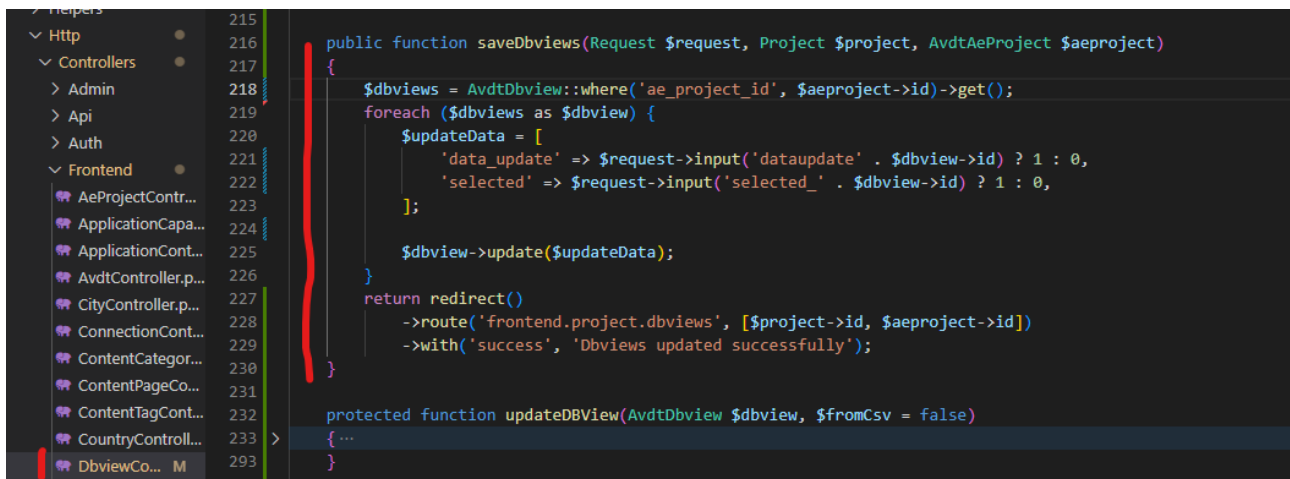 Helpers
Http
Controllers
Admin
Api
Auth
Frontend
AeProjectContr...
ApplicationCapa...
ApplicationCont...
AvdtController.p...
CityController.p...
ConnectionCont...
ContentCategor...
ContentPageCo...
ContentTagCont...
CountryControll...
DbviewCo... M
215
216 public function saveDbviews(Request $request, Project $project, AvdtAeProject $aeproject)
217 {
218 $dbviews = AvdtDbview::where('ae_project_id', $aeproject->id)->get();
219 foreach ($dbviews as $dbview) {
220 $updateData = [
221 'data_update' => $request->input('dataupdate' . $dbview->id) ? 1 : 0,
222 'selected' => $request->input('selected_' . $dbview->id) ? 1 : 0,
223 ];
224
225 $dbview->update($updateData);
226 }
227 return redirect()
228 ->route('frontend.project.dbviews', [$project->id, $aeproject->id])
229 ->with('success', 'Dbviews updated successfully');
230 }
231
232 protected function updateDBView(AvdtDbview $dbview, $fromCsv = false)
233 { ...
293 }